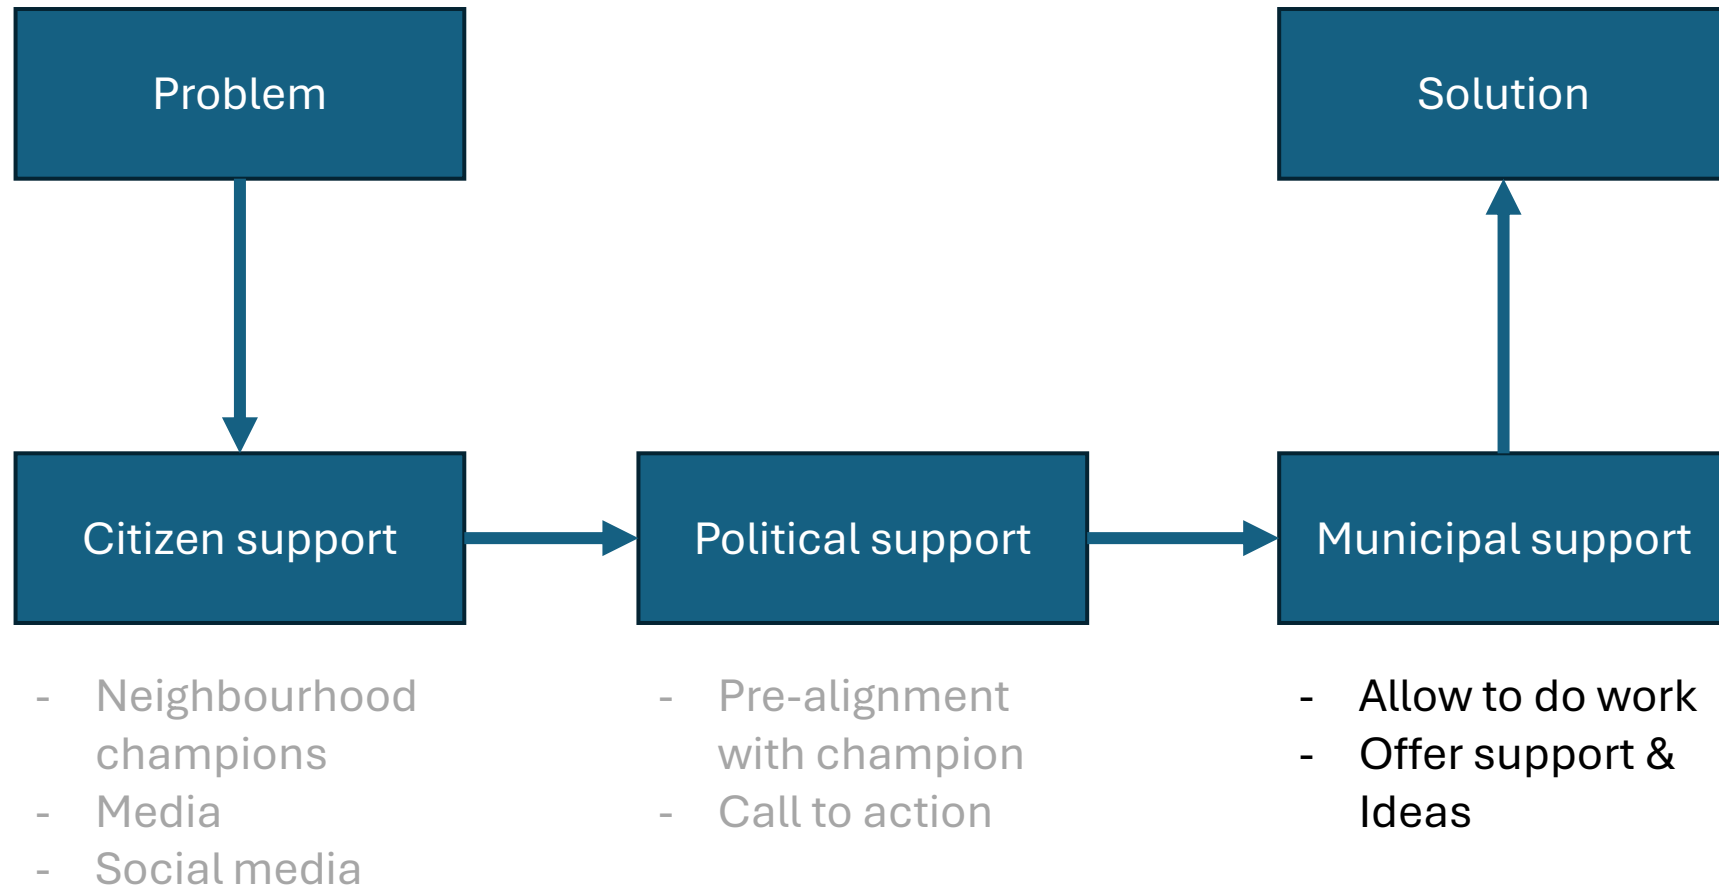 Problem
Solution
Citizen support
Political support
Municipal support
- Neighbourhood
champions
- Media
- Social media
- Pre-alignment
with champion
- Call to action
- Allow to do work
- Offer support &
Ideas